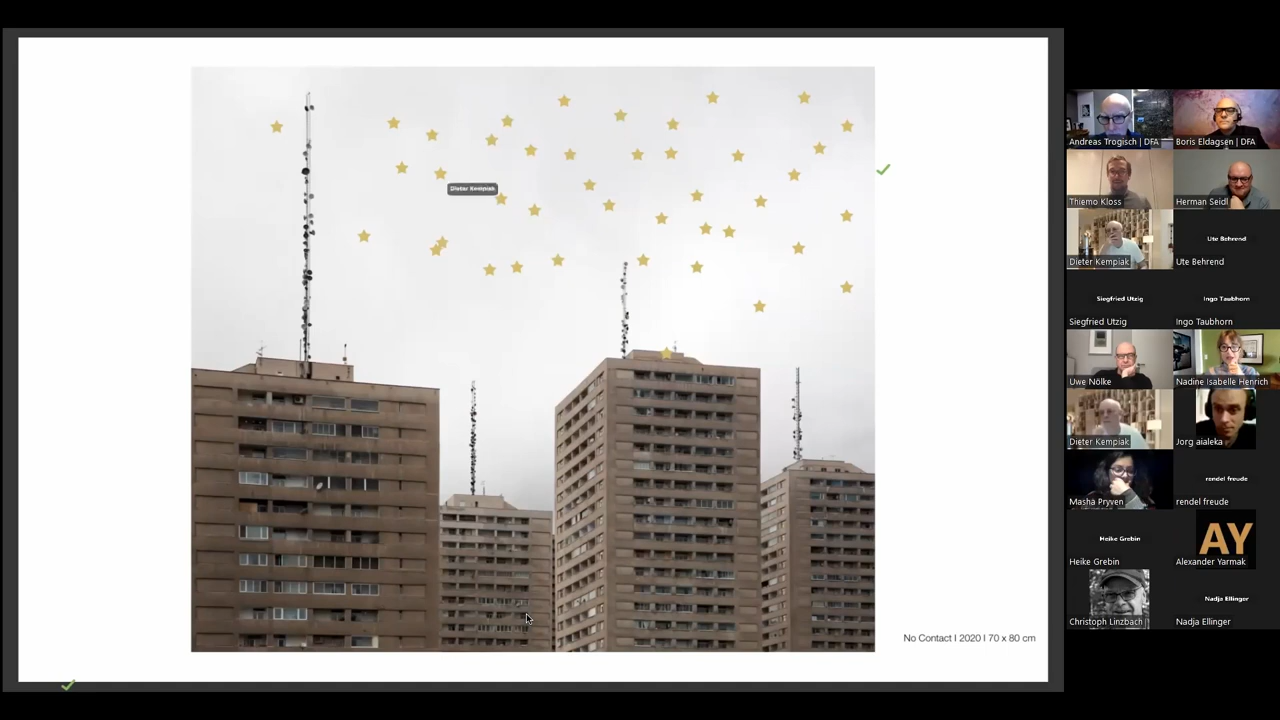 Dieter Kempiak
No Contact I 2020 I 70 x 80 cm
Andreas Trogisch | DFA
Boris Eldagsen | DFA
Thiemo Kloss
Herman Seidl
Dieter Kempiak
Ute Behrend
Ute Behrend
Siegfried Utzig
Siegfried Utzig
Ingo Taubhorn
Ingo Taubhorn
Uwe Nölke
Nadine Isabelle Henrich
Dieter Kempiak
Jorg aialeka
Masha Pryven
rendel freude
rendel freude
Heike Grebin
Heike Grebin
AY
Alexander Yarmak
Christoph Linzbach
Nadja Ellinger
Nadja Ellinger